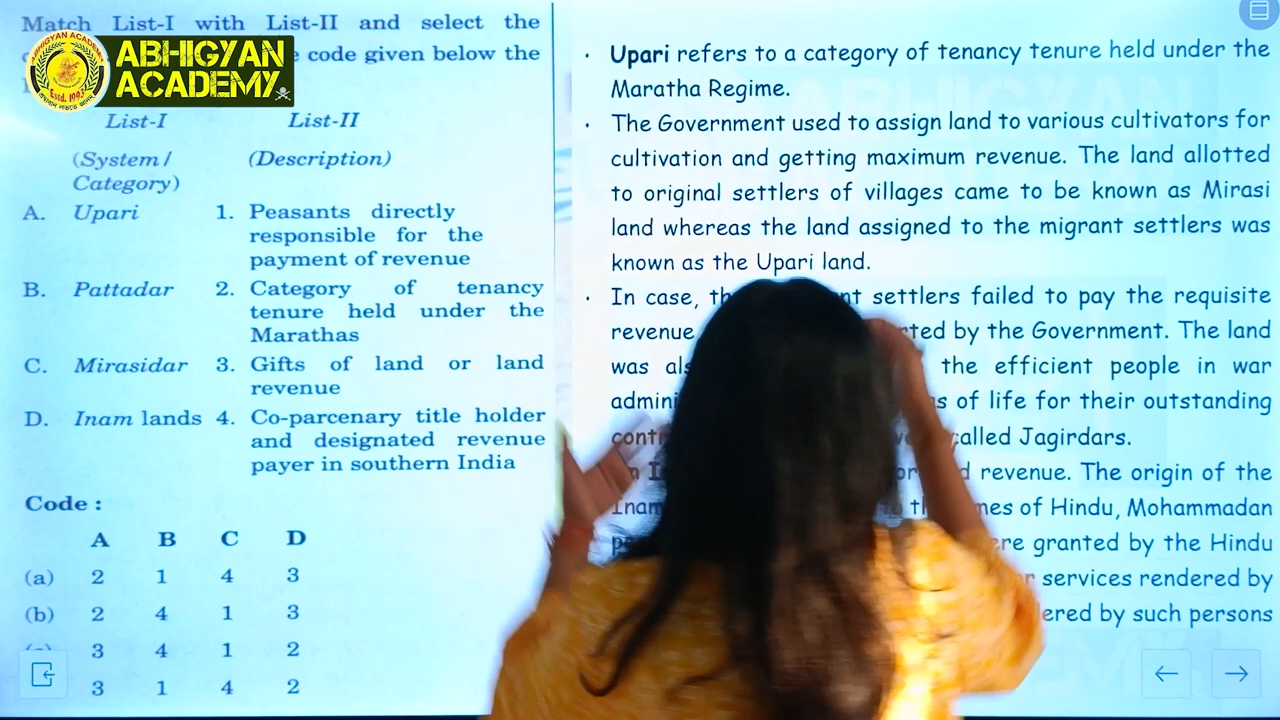 Match List-I with List-II and select the
code given below the
ABHIGYAN ACADEMY
Estd. 1993
ABHIGYAN
ACADEMY
List-I List-II
(System / (Description)
Category)
A. Upari 1. Peasants directly
responsible for the
payment of revenue
B. Pattadar 2. Category of tenancy
tenure held under the
Marathas
C. Mirasidar 3. Gifts of land or land
revenue
D. Inam lands 4. Co-parcenary title holder
and designated revenue
payer in southern India
Code :
A B C D
(a) 2 1 4 3
(b) 2 4 1 3
3 4 1 2
3 1 4 2
· Upari refers to a category of tenancy tenure held under the
Maratha Regime.
· The Government used to assign land to various cultivators for
cultivation and getting maximum revenue. The land allotted
to original settlers of villages came to be known as Mirasi
land whereas the land assigned to the migrant settlers was
known as the Upari land.
· In case, settlers failed to pay the requisite
revenue by the Government. The land
was the efficient people in war
of life for their outstanding
called Jagirdars.
revenue. The origin of the
of Hindu, Mohammadan
granted by the Hindu
services rendered by
by such persons